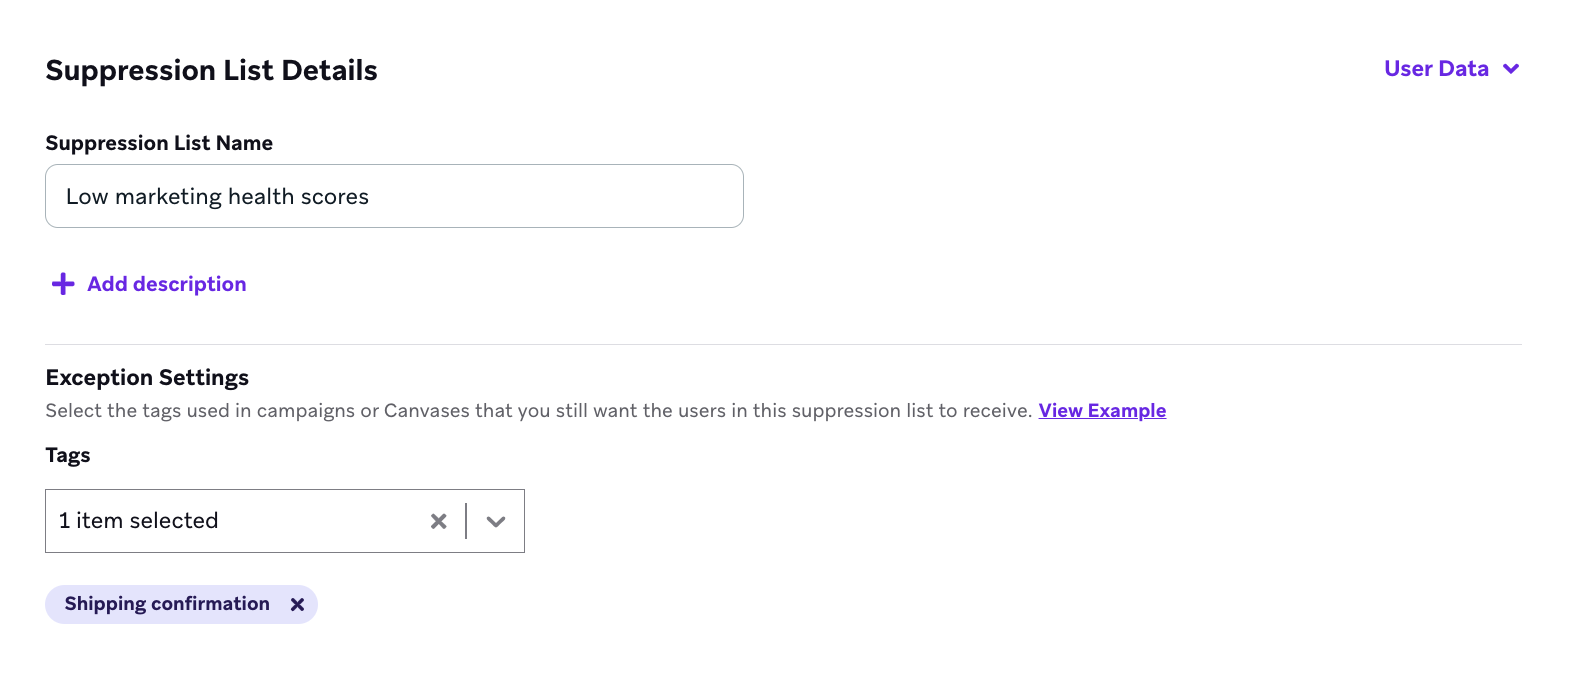 Suppression List Details
User Data
Suppression List Name
Low marketing health scores
Add description
Exception Settings
Select the tags used in campaigns or Canvases that you still want the users in this suppression list to receive. View Example
Tags
1 item selected
Shipping confirmation